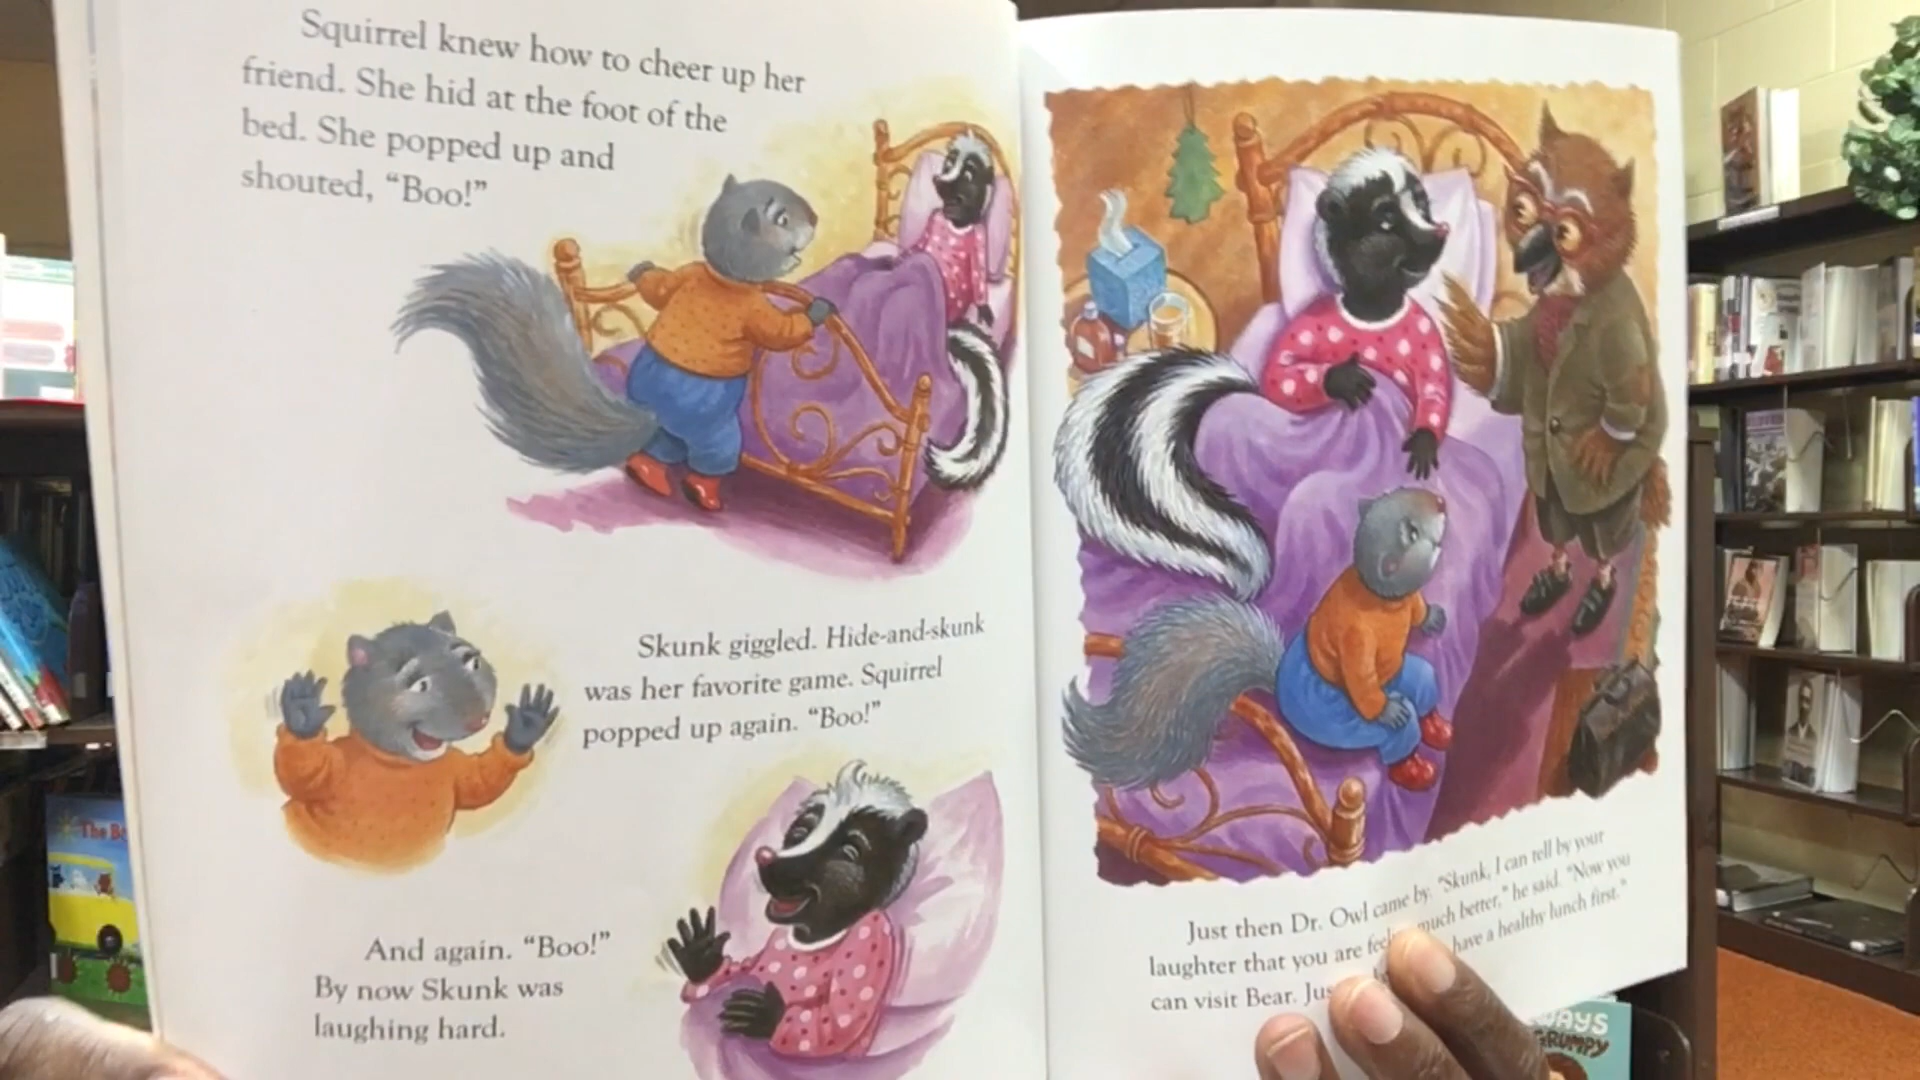 Squirrel knew how to cheer up her
friend. She hid at the foot of the
bed. She popped up and
shouted, “Boo!”
Skunk giggled. Hide-and-skunk
was her favorite game. Squirrel
popped up again. “Boo!”
And again. “Boo!”
By now Skunk was
laughing hard.
Just then Dr. Owl came by. “Skunk, I can tell by your
laughter that you are much better,” he said. “Now you
can visit Bear. have a healthy lunch first.”
The
GRUMPY